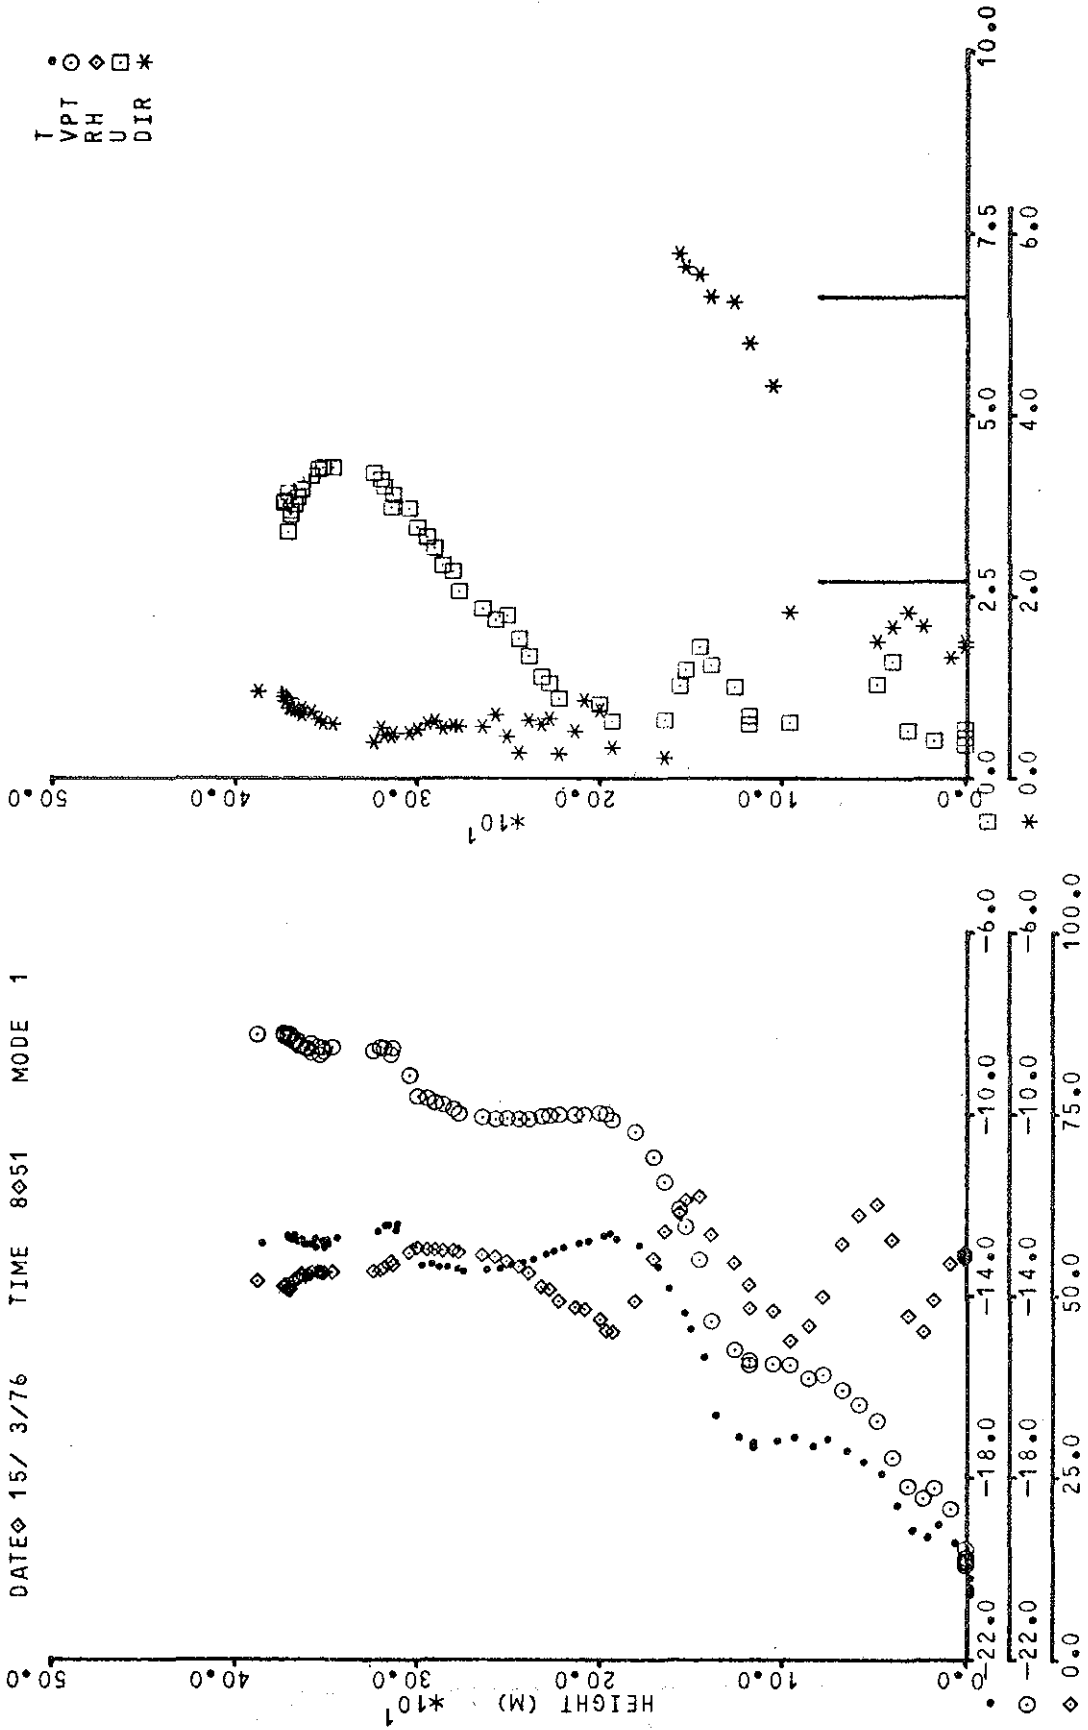 DATE◇ 15/ 3/76 TIME 8◇51 MODE 1
T •
VPT ⊙
RH ◇
U □
DIR *
50.0
40.0
30.0
20.0
10.0
0.0
*10¹
HEIGHT (M)
• -22.0 -18.0 -14.0 -10.0 -6.0
⊙ -22.0 -18.0 -14.0 -10.0 -6.0
◇ 0.0 25.0 50.0 75.0 100.0
50.0
40.0
30.0
20.0
10.0
0.0
*10¹
□ 0.0 2.5 5.0 7.5 10.0
* 0.0 2.0 4.0 6.0